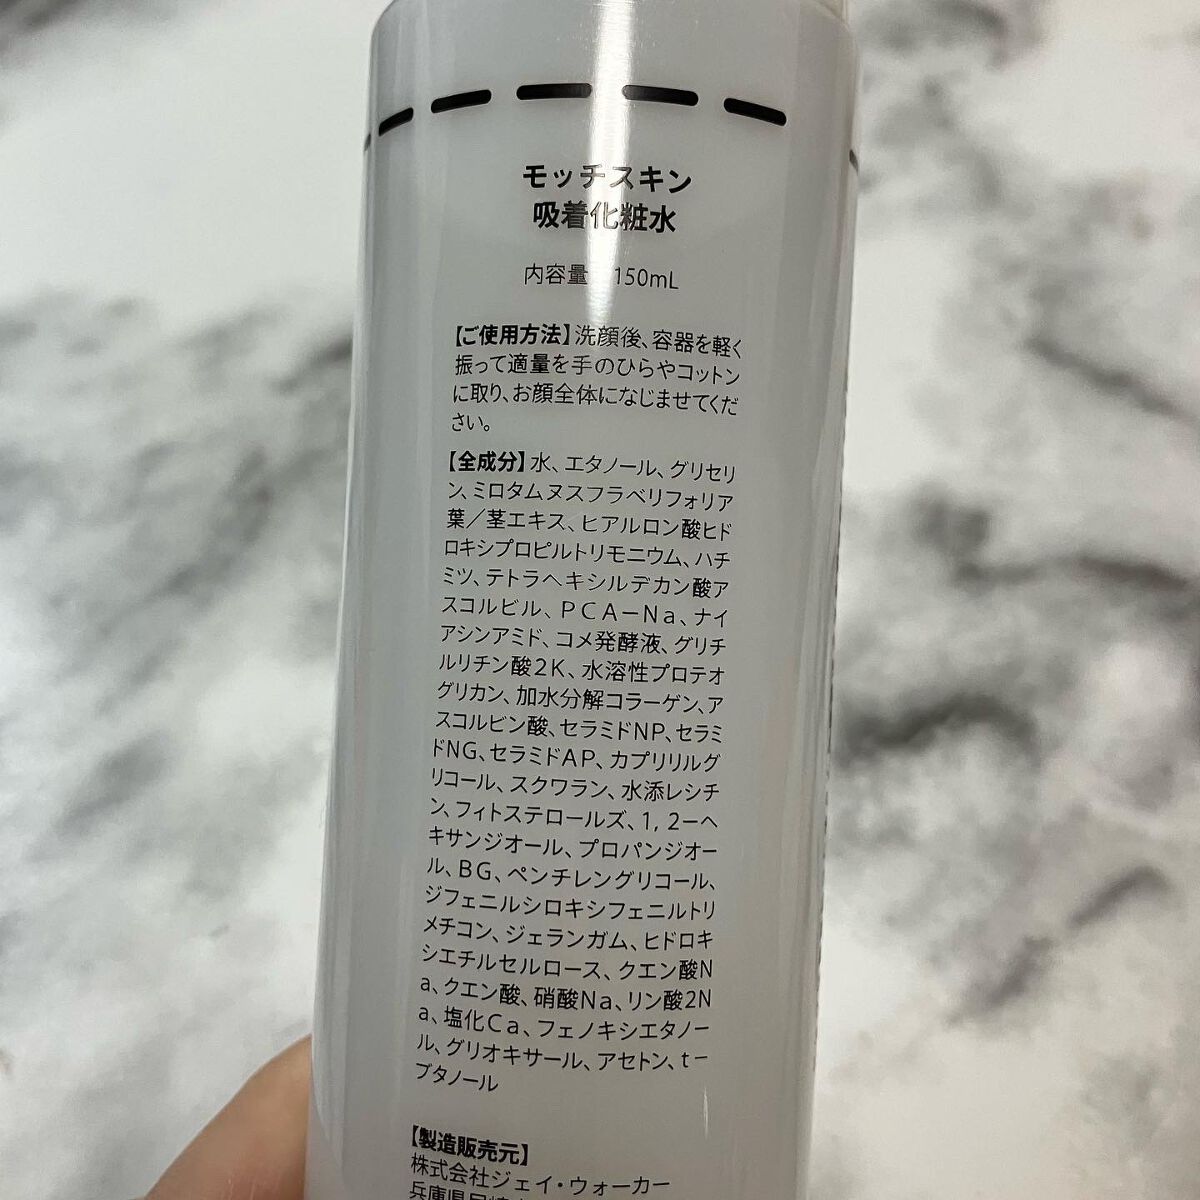 モッチスキン
吸着化粧水
内容量 150mL
【ご使用方法】洗顔後、容器を軽く
振って適量を手のひらやコットン
に取り、お顔全体になじませてくだ
さい。
【全成分】水、エタノール、グリセリ
ン、ミロタムヌスフラベリフォリア
葉／茎エキス、ヒアルロン酸ヒド
ロキシプロピルトリモニウム、ハチ
ミツ、テトラヘキシルデカン酸ア
スコルビル、PCA－Na、ナイ
アシンアミド、コメ発酵液、グリチ
ルリチン酸2K、水溶性プロテオ
グリカン、加水分解コラーゲン、ア
スコルビン酸、セラミドNP、セラミ
ドNG、セラミドAP、カプリリルグ
リコール、スクワラン、水添レシチ
ン、フィトステロールズ、1，2－ヘ
キサンジオール、プロパンジオー
ル、BG、ペンチレングリコール、
ジフェニルシロキシフェニルトリ
メチコン、ジェランガム、ヒドロキ
シエチルセルロース、クエン酸N
a、クエン酸、硝酸Na、リン酸2N
a、塩化Ca、フェノキシエタノー
ル、グリオキサール、アセトン、t－
ブタノール
【製造販売元】
株式会社ジェイ・ウォーカー
兵庫県尼崎